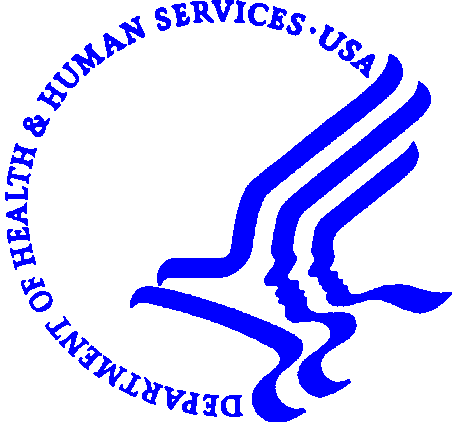 DEPARTMENT OF HEALTH & HUMAN SERVICES · USA